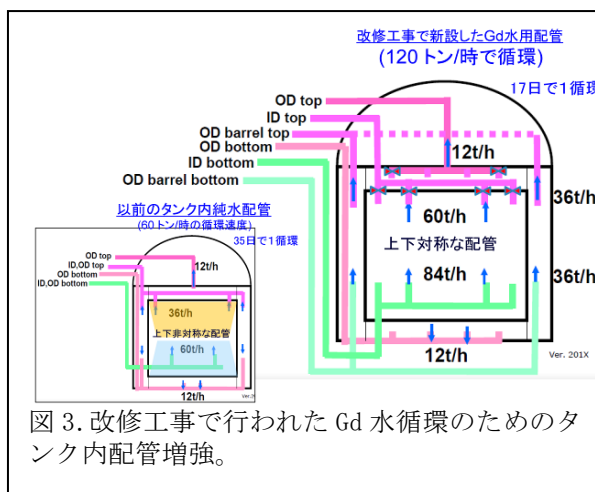 改修工事で新設したGd水用配管
(120 トン/時で循環)
17日で1循環
OD top
ID top
OD barrel top
OD bottom
ID bottom
OD barrel bottom
12t/h
36t/h
60t/h
上下対称な配管
84t/h
36t/h
12t/h
Ver. 201X
以前のタンク内純水配管
(60トン/時の循環速度)
35日で1循環
OD top
ID,OD top
OD bottom
ID,OD bottom
12t/h
36t/h
上下非対称な配管
60t/h
12t/h
図 3. 改修工事で行われた Gd 水循環のためのタ
ンク内配管増強。